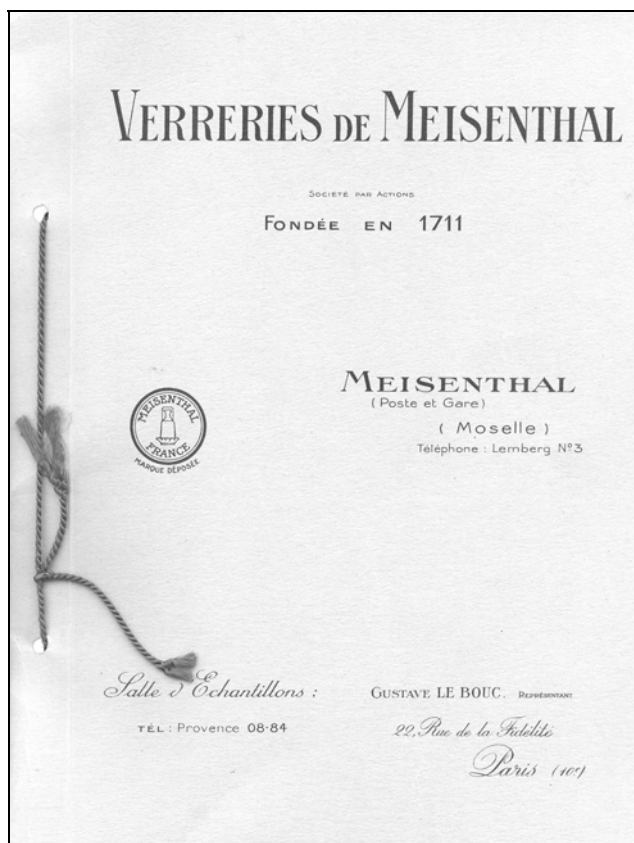 VERRERIES DE MEISENTHAL
SOCIÉTÉ PAR ACTIONS
FONDÉE EN 1711
MEISENTHAL
(Poste et Gare)
( Moselle )
Téléphone : Lemberg Nº3
MEISENTHAL
FRANCE
MARQUE DÉPOSÉE
Salle d'Echantillons :
TÉL : Provence 08-84
GUSTAVE LE BOUC. REPRÉSENTANT
22, Rue de la Fidélité
Paris (10e)